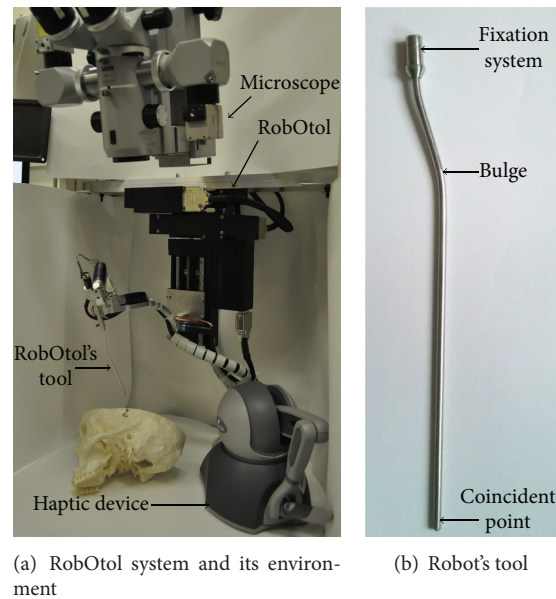 Microscope
RobOtol
RobOtol's
tool
Haptic device
(a) RobOtol system and its environ-
ment
Fixation
system
Bulge
Coincident
point
(b) Robot's tool